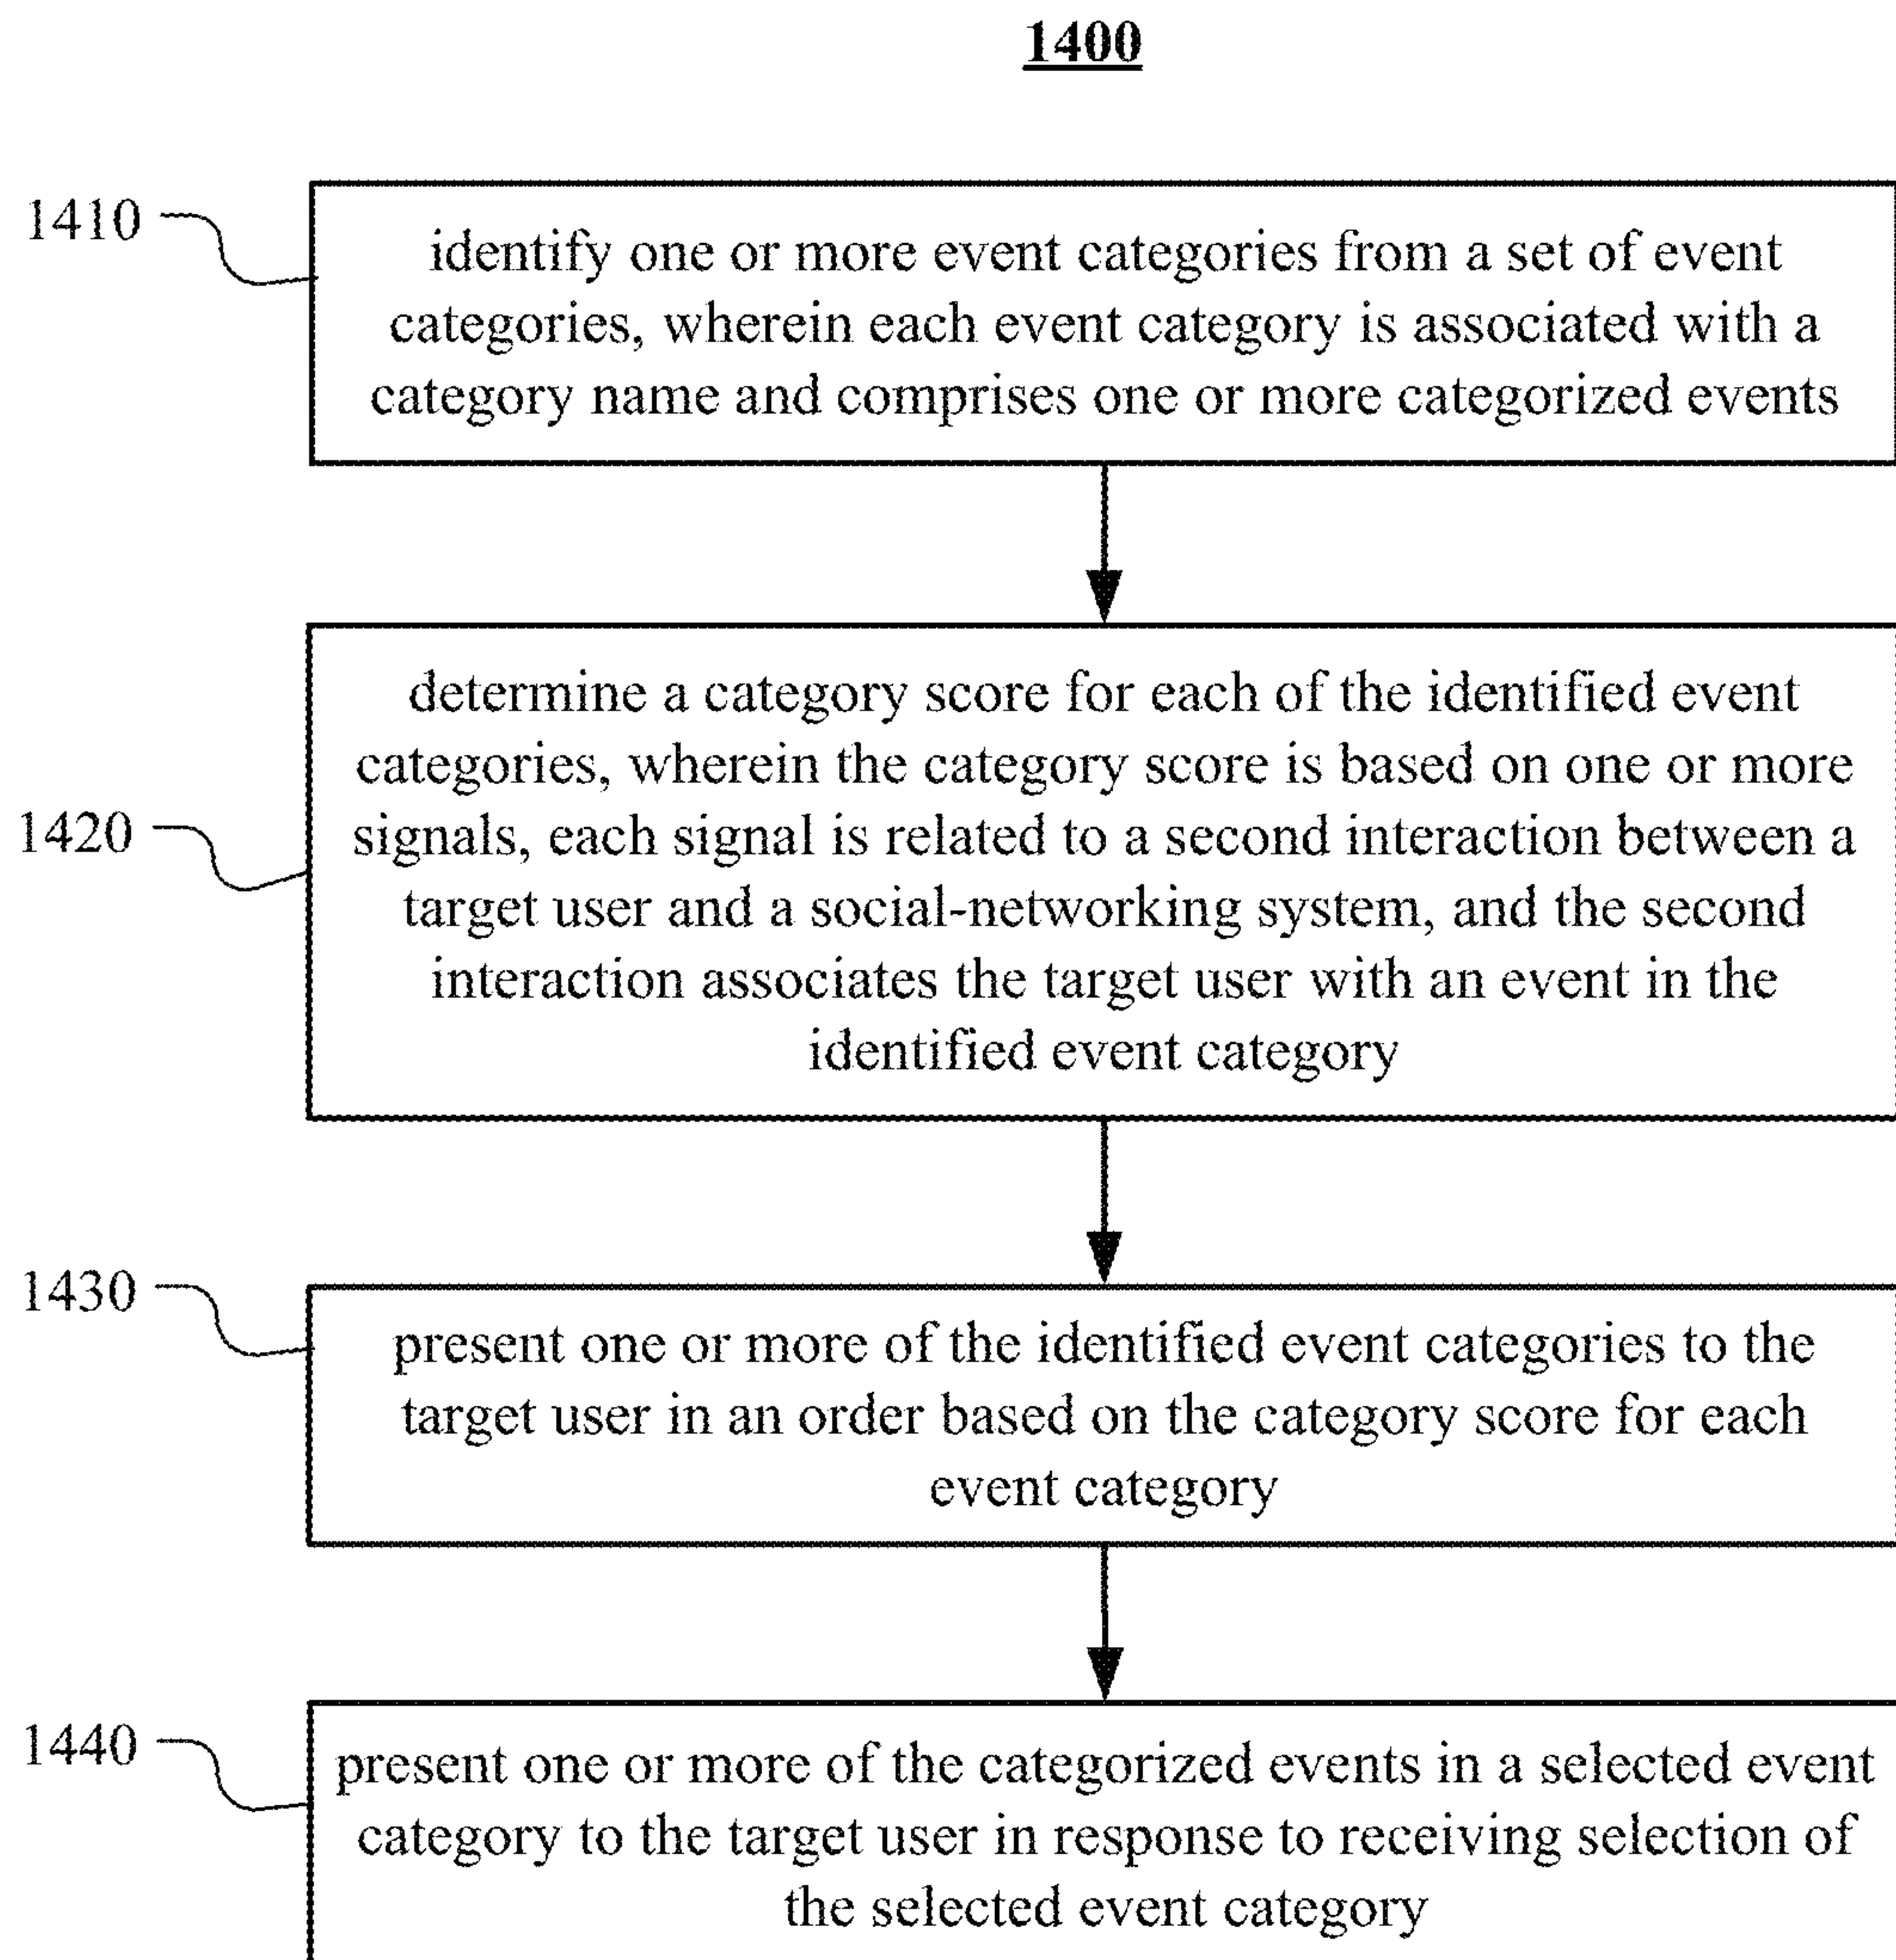 1400
1410
identify one or more event categories from a set of event
categories, wherein each event category is associated with a
category name and comprises one or more categorized events
1420
determine a category score for each of the identified event
categories, wherein the category score is based on one or more
signals, each signal is related to a second interaction between a
target user and a social-networking system, and the second
interaction associates the target user with an event in the
identified event category
1430
present one or more of the identified event categories to the
target user in an order based on the category score for each
event category
1440
present one or more of the categorized events in a selected event
category to the target user in response to receiving selection of
the selected event category